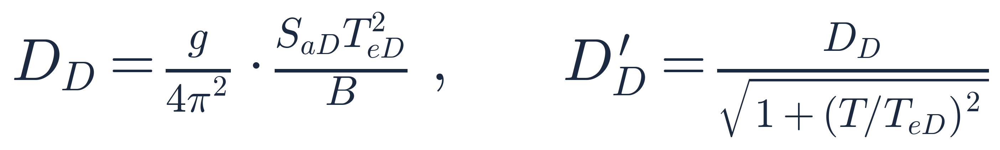 D_D = \frac{g}{4\pi^2} \cdot \frac{S_{aD} T_{eD}^2}{B} , \qquad D'_D = \frac{D_D}{\sqrt{1 + (T/T_{eD})^2}}